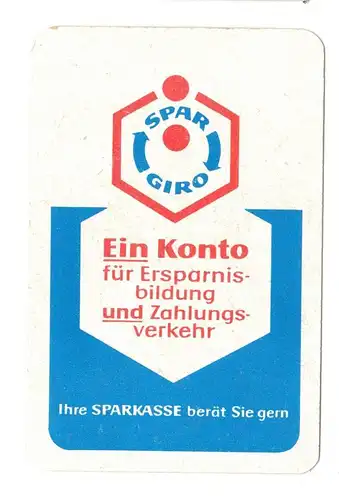 SPAR
GIRO
Ein Konto
für Ersparnis-
bildung
und Zahlungs-
verkehr
Ihre SPARKASSE berät Sie gern